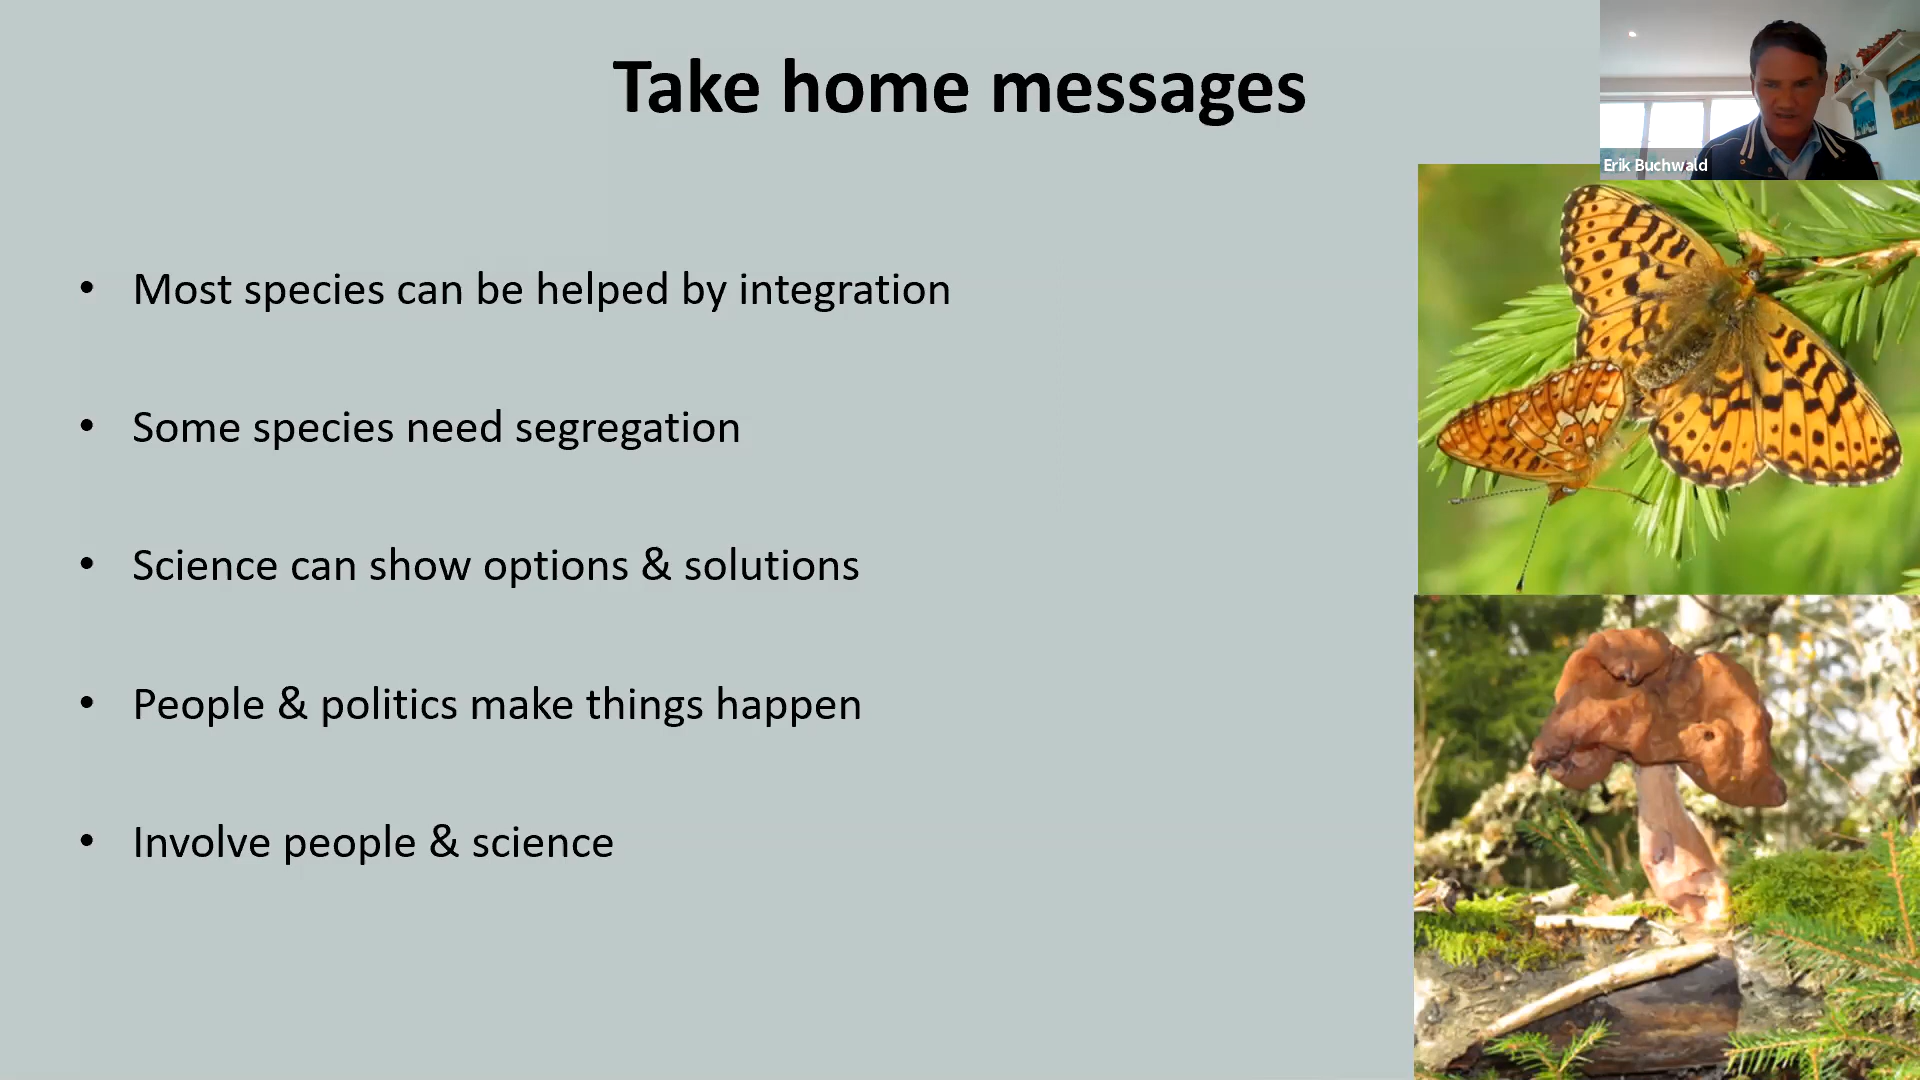 Take home messages
Erik Buchwald
• Most species can be helped by integration
• Some species need segregation
• Science can show options & solutions
• People & politics make things happen
• Involve people & science